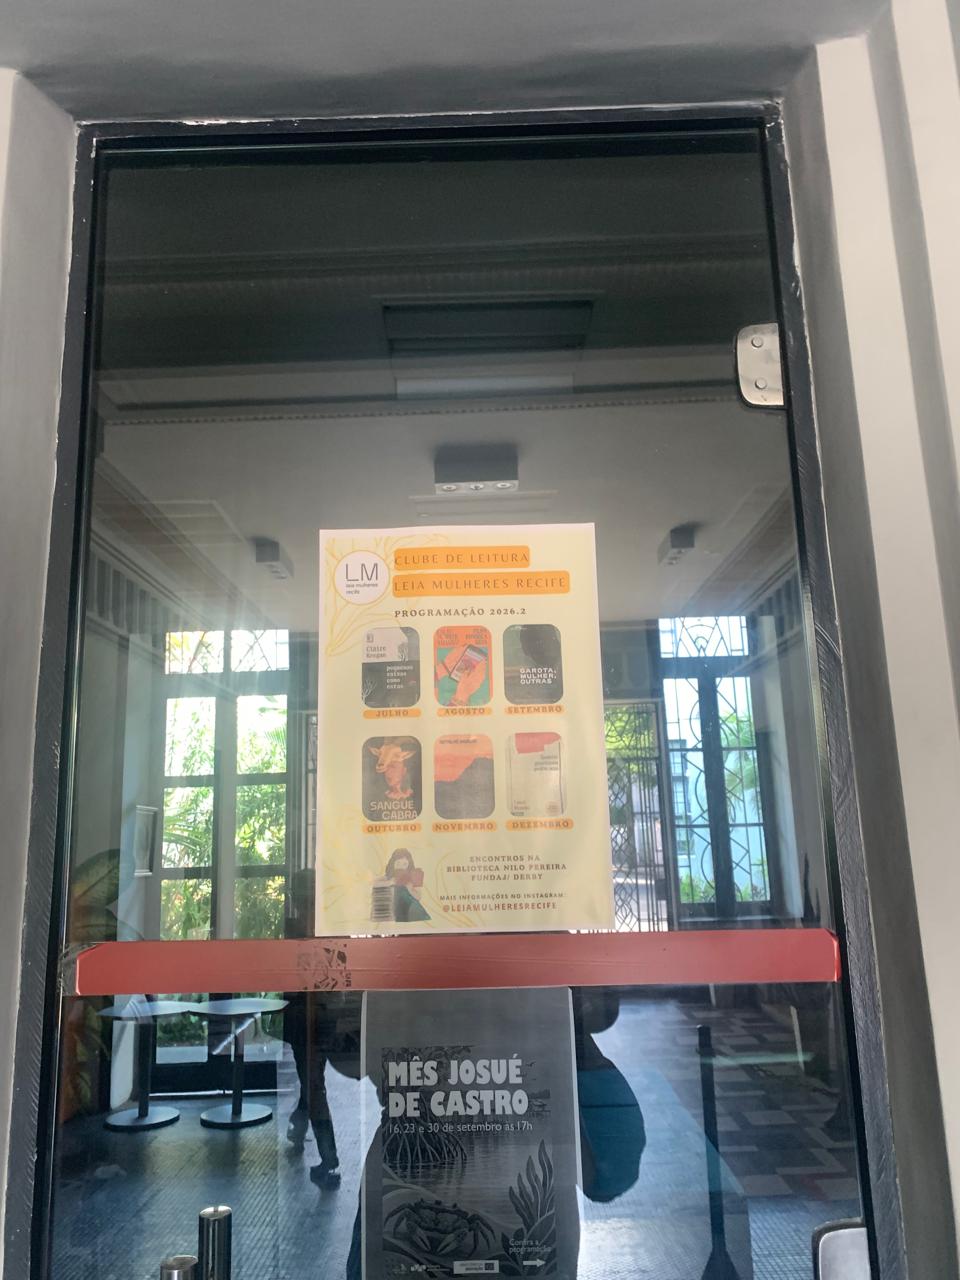 LM
leia mulheres
recife
CLUBE DE LEITURA
LEIA MULHERES RECIFE
PROGRAMAÇÃO 2026.2
Claire
Keegan
pequenas
coisas
como
estas
JULHO
AGOSTO
GAROTA,
MULHER,
OUTRAS
SETEMBRO
SANGUE
CABRA
OUTUBRO
NOVEMBRO
DEZEMBRO
ENCONTROS NA
BIBLIOTECA NILO PEREIRA
FUNDAJ/ DERBY
MAIS INFORMAÇÕES NO INSTAGRAM:
@LEIAMULHERESRECIFE
MÊS JOSUÉ
DE CASTRO
16, 23 e 30 de setembro às 17h
Confira a
programação